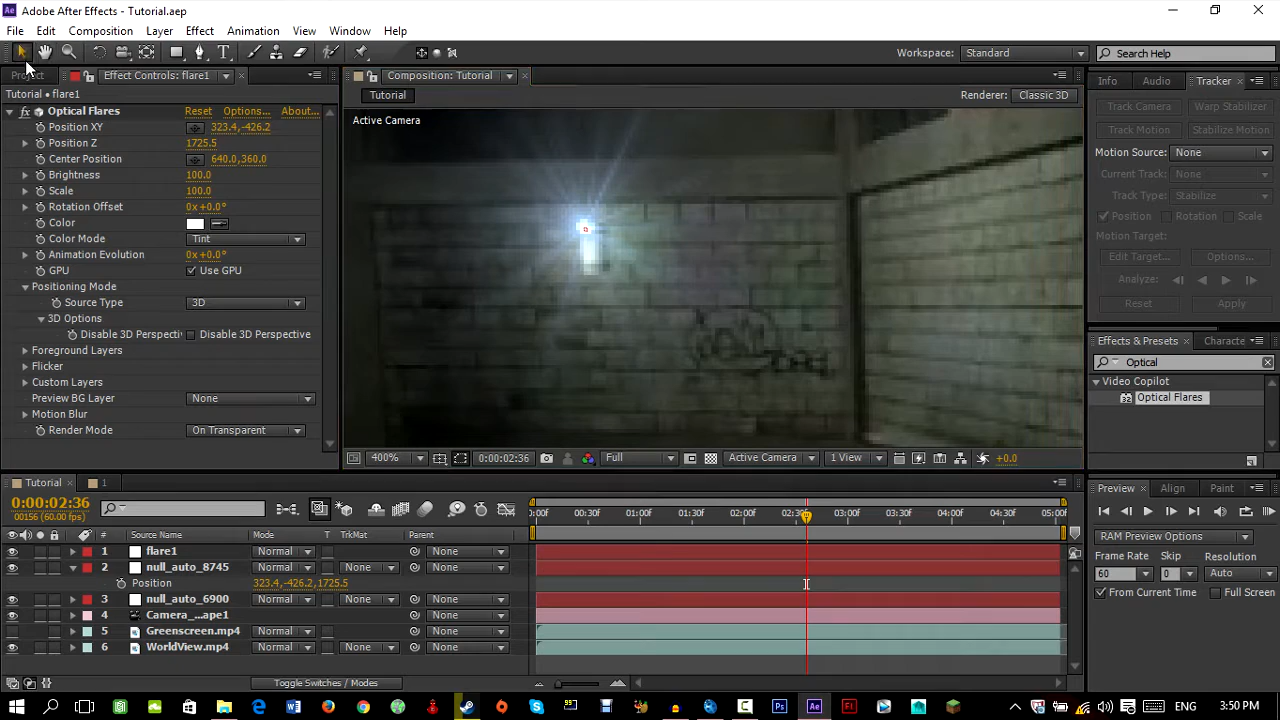 Adobe After Effects - Tutorial.aep
File Edit Composition Layer Effect Animation View Window Help
Workspace: Standard Search Help
Project Effect Controls: flare1 Composition: Tutorial Info Audio Tracker
Tutorial • flare1 Tutorial Renderer: Classic 3D
Optical Flares Reset Options... About...
Active Camera
Position XY 323.4,-426.2
Position Z 1725.5
Center Position 640.0,360.0
Brightness 100.0
Scale 100.0
Rotation Offset 0x+0.0°
Color
Color Mode Tint
Animation Evolution 0x+0.0°
GPU Use GPU
Positioning Mode
Source Type 3D
3D Options
Disable 3D Perspecti Disable 3D Perspective
Foreground Layers
Flicker
Custom Layers
Preview BG Layer None
Motion Blur
Render Mode On Transparent
Track Camera Warp Stabilizer
Track Motion Stabilize Motion
Motion Source: None
Current Track: None
Track Type: Stabilize
Position Rotation Scale
Motion Target:
Edit Target... Options...
Analyze:
Reset Apply
Effects & Presets Characte
Optical
Video Copilot
Optical Flares
400% 0:00:02:36 Full Active Camera 1 View +0.0
Tutorial 1
0:00:02:36
00156 (60.00 fps)
:00f 00:30f 01:00f 01:30f 02:00f 02:30f 03:00f 03:30f 04:00f 04:30f 05:00f
# Source Name Mode T TrkMat Parent
1 flare1 Normal None
2 null_auto_8745 Normal None None
Position 323.4,-426.2,1725.5
3 null_auto_6900 Normal None None
4 Camera_...ape1 None
5 Greenscreen.mp4 Normal None None
6 WorldView.mp4 Normal None None
Toggle Switches / Modes
Preview Align Paint
RAM Preview Options
Frame Rate Skip Resolution
60 0 Auto
From Current Time Full Screen
ENG 3:50 PM